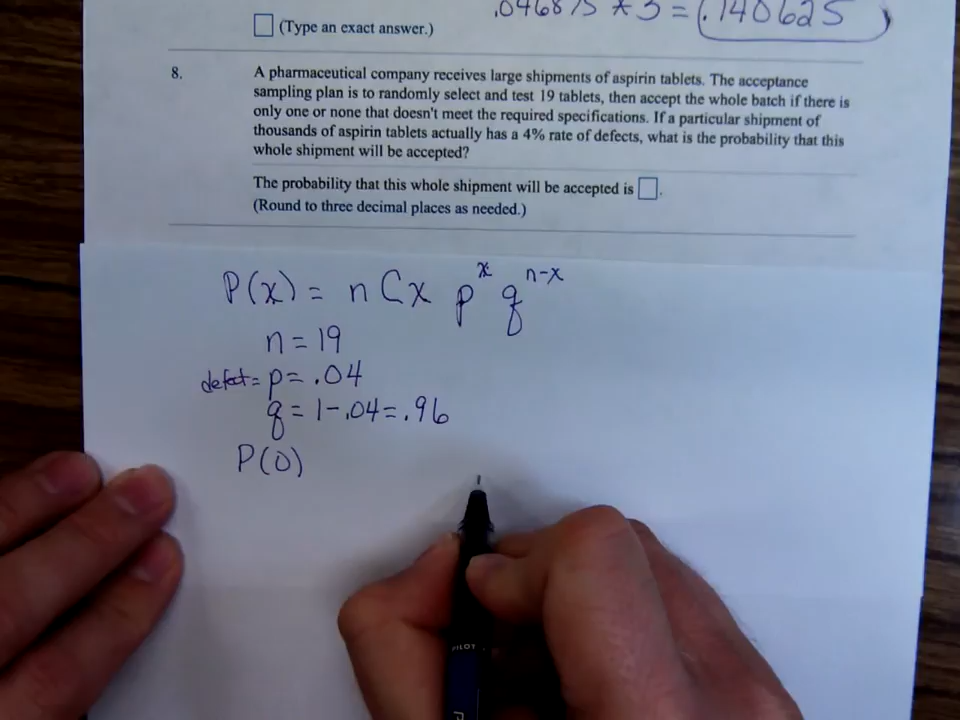 .046875 * 3 = .140625
(Type an exact answer.)
8. A pharmaceutical company receives large shipments of aspirin tablets. The acceptance
sampling plan is to randomly select and test 19 tablets, then accept the whole batch if there is
only one or none that doesn't meet the required specifications. If a particular shipment of
thousands of aspirin tablets actually has a 4% rate of defects, what is the probability that this
whole shipment will be accepted?
The probability that this whole shipment will be accepted is □.
(Round to three decimal places as needed.)
P(x) = n C x p^x q^n-x
n = 19
defect = p = .04
q = 1 - .04 = .96
P(0)
PILOT